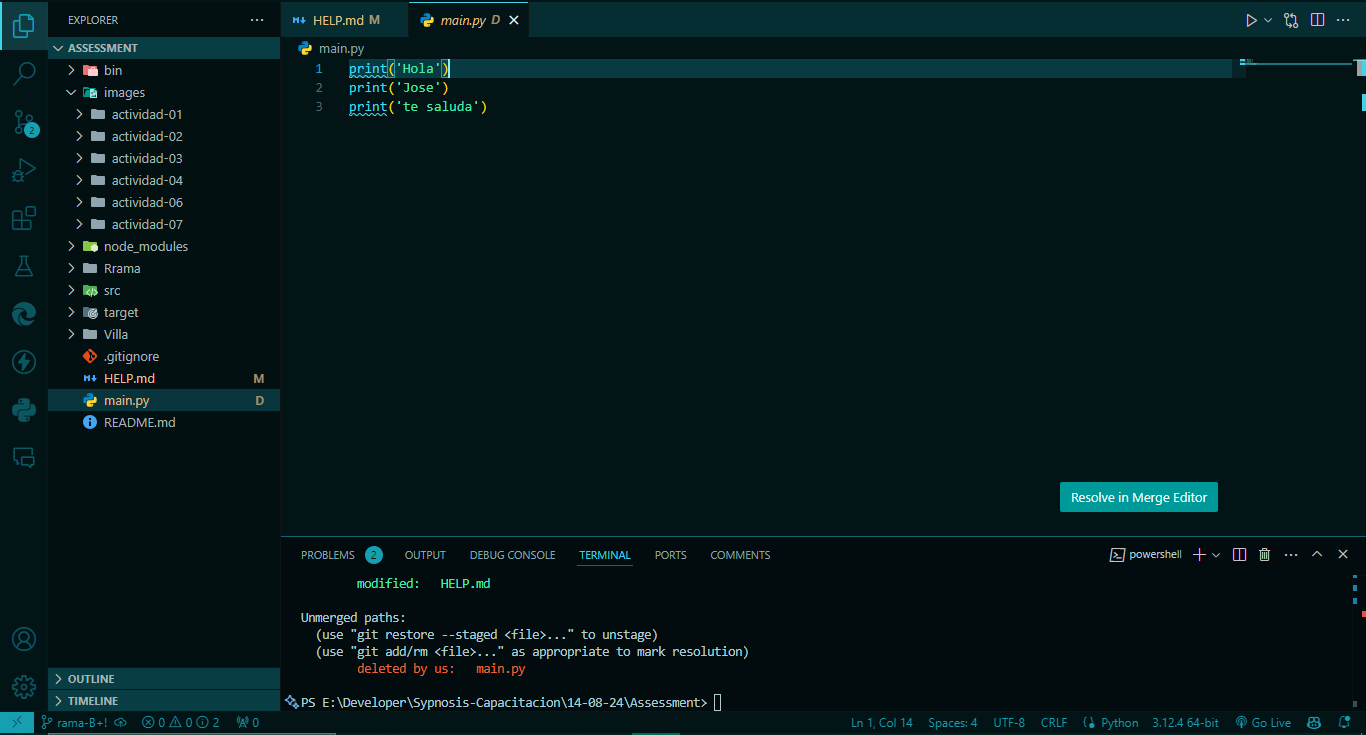 EXPLORER
ASSESSMENT
bin
images
actividad-01
actividad-02
actividad-03
actividad-04
actividad-06
actividad-07
node_modules
Rrama
src
target
Villa
.gitignore
HELP.md M
main.py D
README.md
OUTLINE
TIMELINE
2
HELP.md M
main.py D
main.py
1 print('Hola')
2 print('Jose')
3 print('te saluda')
Resolve in Merge Editor
PROBLEMS 2 OUTPUT DEBUG CONSOLE TERMINAL PORTS COMMENTS
powershell
modified: HELP.md
Unmerged paths:
(use "git restore --staged <file>..." to unstage)
(use "git add/rm <file>..." as appropriate to mark resolution)
deleted by us: main.py
PS E:\Developer\Sypnosis-Capacitacion\14-08-24\Assessment>
rama-B+! 0 0 2 0 Ln 1, Col 14 Spaces: 4 UTF-8 CRLF Python 3.12.4 64-bit Go Live